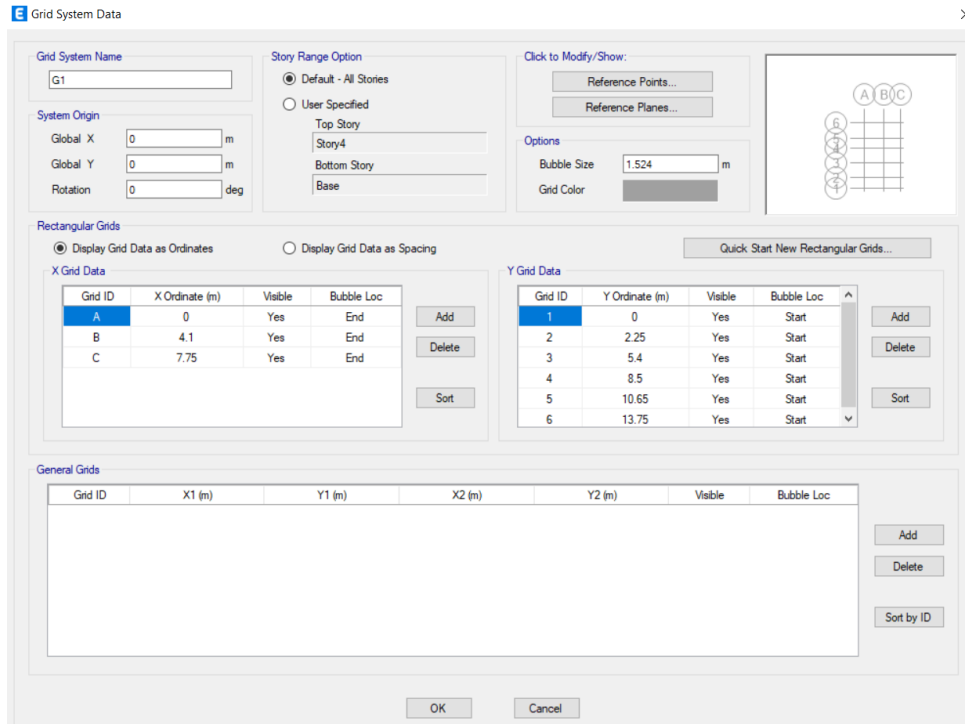 E Grid System Data
Grid System Name
G1
Story Range Option
Default - All Stories
User Specified
Top Story
Story4
Bottom Story
Base
Click to Modify/Show:
Reference Points...
Reference Planes...
System Origin
Global X 0 m
Global Y 0 m
Rotation 0 deg
Options
Bubble Size 1.524 m
Grid Color
A B C
6
5
4
3
2
1
Rectangular Grids
Display Grid Data as Ordinates Display Grid Data as Spacing Quick Start New Rectangular Grids...
X Grid Data
Grid ID X Ordinate (m) Visible Bubble Loc
A 0 Yes End
B 4.1 Yes End
C 7.75 Yes End
Add
Delete
Sort
Y Grid Data
Grid ID Y Ordinate (m) Visible Bubble Loc
1 0 Yes Start
2 2.25 Yes Start
3 5.4 Yes Start
4 8.5 Yes Start
5 10.65 Yes Start
6 13.75 Yes Start
Add
Delete
Sort
General Grids
Grid ID X1 (m) Y1 (m) X2 (m) Y2 (m) Visible Bubble Loc
Add
Delete
Sort by ID
OK Cancel